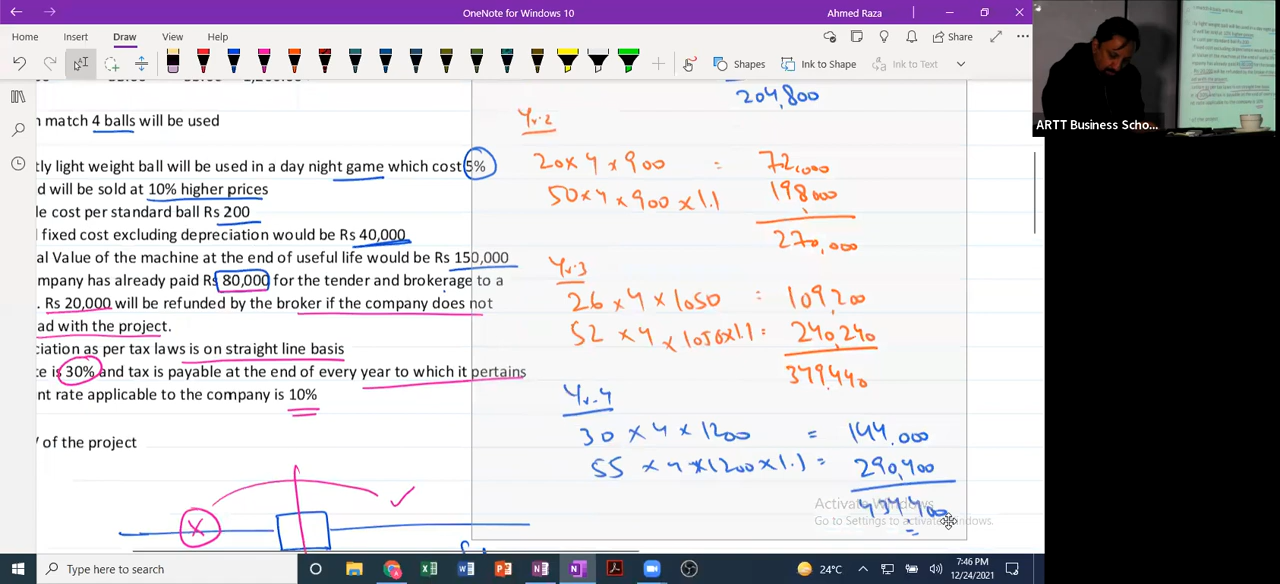 OneNote for Windows 10
Ahmed Raza
Home Insert Draw View Help
Share
Shapes Ink to Shape Ink to Text
204,800
n match 4 balls will be used
Yr.2
tly light weight ball will be used in a day night game which cost 5%
20 x 4 x 900 : 72,000
d will be sold at 10% higher prices
50 x 4 x 900 x 1.1 198,000
le cost per standard ball Rs 200
l fixed cost excluding depreciation would be Rs 40,000
270,000
al Value of the machine at the end of useful life would be Rs 150,000
Yr.3
ompany has already paid Rs 80,000 for the tender and brokerage to a
. Rs 20,000 will be refunded by the broker if the company does not
26 x 4 x 1050 : 109,200
ad with the project.
52 x 4 x 1050x1.1 = 240,240
ciation as per tax laws is on straight line basis
te is 30% and tax is payable at the end of every year to which it pertains
349,440
nt rate applicable to the company is 10%
Yr.4
30 x 4 x 1200 = 144,000
V of the project
55 x 4 x 1200 x 1.1 = 290,400
434,400
=
Activate Windows
Go to Settings to activate Windows.
ARTT Business Scho...
Type here to search
24°C
7:46 PM
12/24/2021